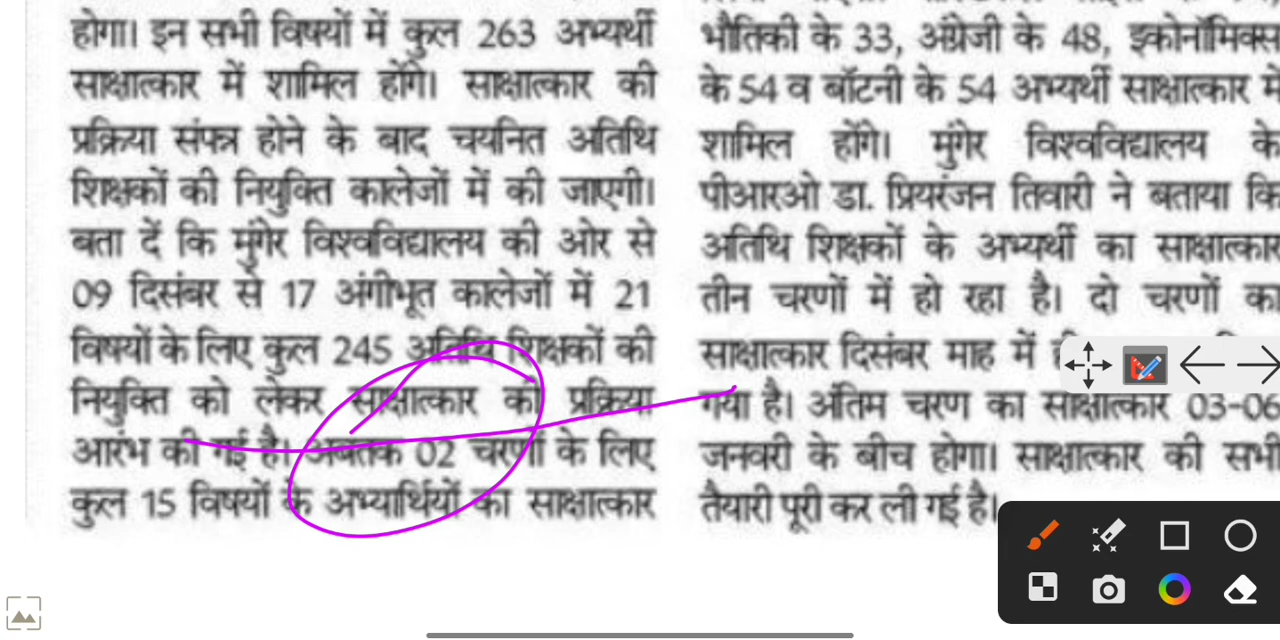 होगा। इन सभी विषयों में कुल 263 अभ्यर्थी
साक्षात्कार में शामिल होंगे। साक्षात्कार की
प्रक्रिया संपन्न होने के बाद चयनित अतिथि
शिक्षकों की नियुक्ति कालेजों में की जाएगी।
बता दें कि मुंगेर विश्वविद्यालय की ओर से
09 दिसंबर से 17 अंगीभूत कालेजों में 21
विषयों के लिए कुल 245 अतिथि शिक्षकों की
नियुक्ति को लेकर साक्षात्कार की प्रक्रिया
आरंभ की गई है। अबतक 02 चरणों के लिए
कुल 15 विषयों के अभ्यार्थियों का साक्षात्कार
भौतिकी के 33, अंग्रेजी के 48, इकोनॉमिक्स
के 54 व बॉटनी के 54 अभ्यर्थी साक्षात्कार में
शामिल होंगे। मुंगेर विश्वविद्यालय के
पीआरओ डा. प्रियरंजन तिवारी ने बताया कि
अतिथि शिक्षकों के अभ्यर्थी का साक्षात्कार
तीन चरणों में हो रहा है। दो चरणों का
साक्षात्कार दिसंबर माह में
गया है। अंतिम चरण का साक्षात्कार 03-06
जनवरी के बीच होगा। साक्षात्कार की सभी
तैयारी पूरी कर ली गई है।